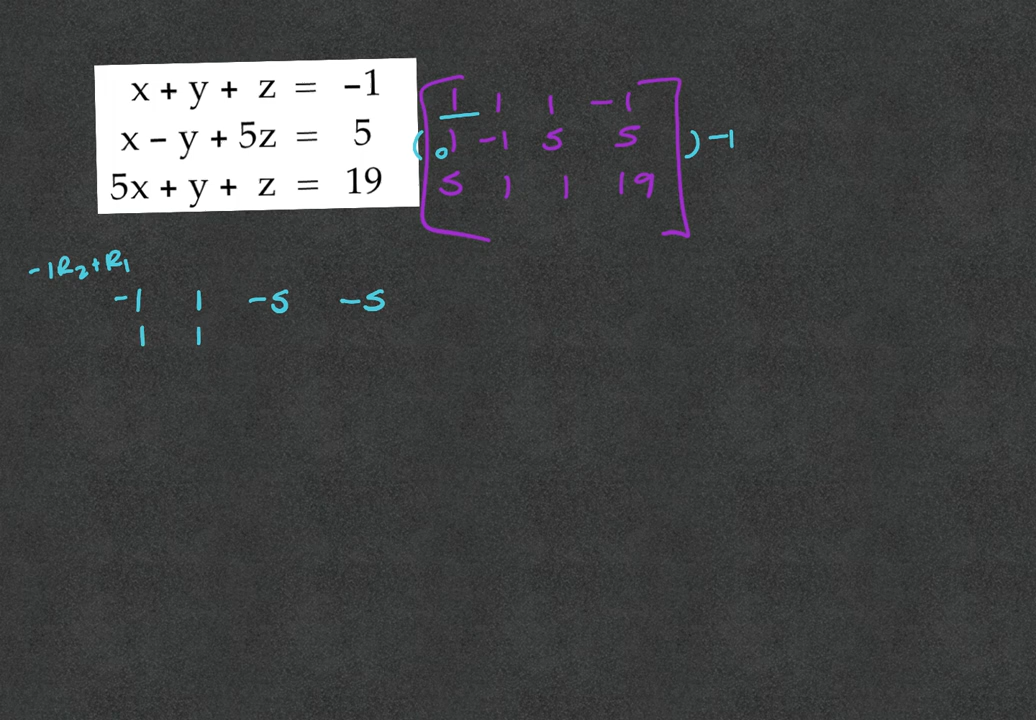 x + y + z = −1
x − y + 5z = 5
5x + y + z = 19
1 1 1 -1
( 0 1 -1 5 5 ) -1
5 1 1 19
-1R₂+R₁
-1 1 -5 -5
1 1